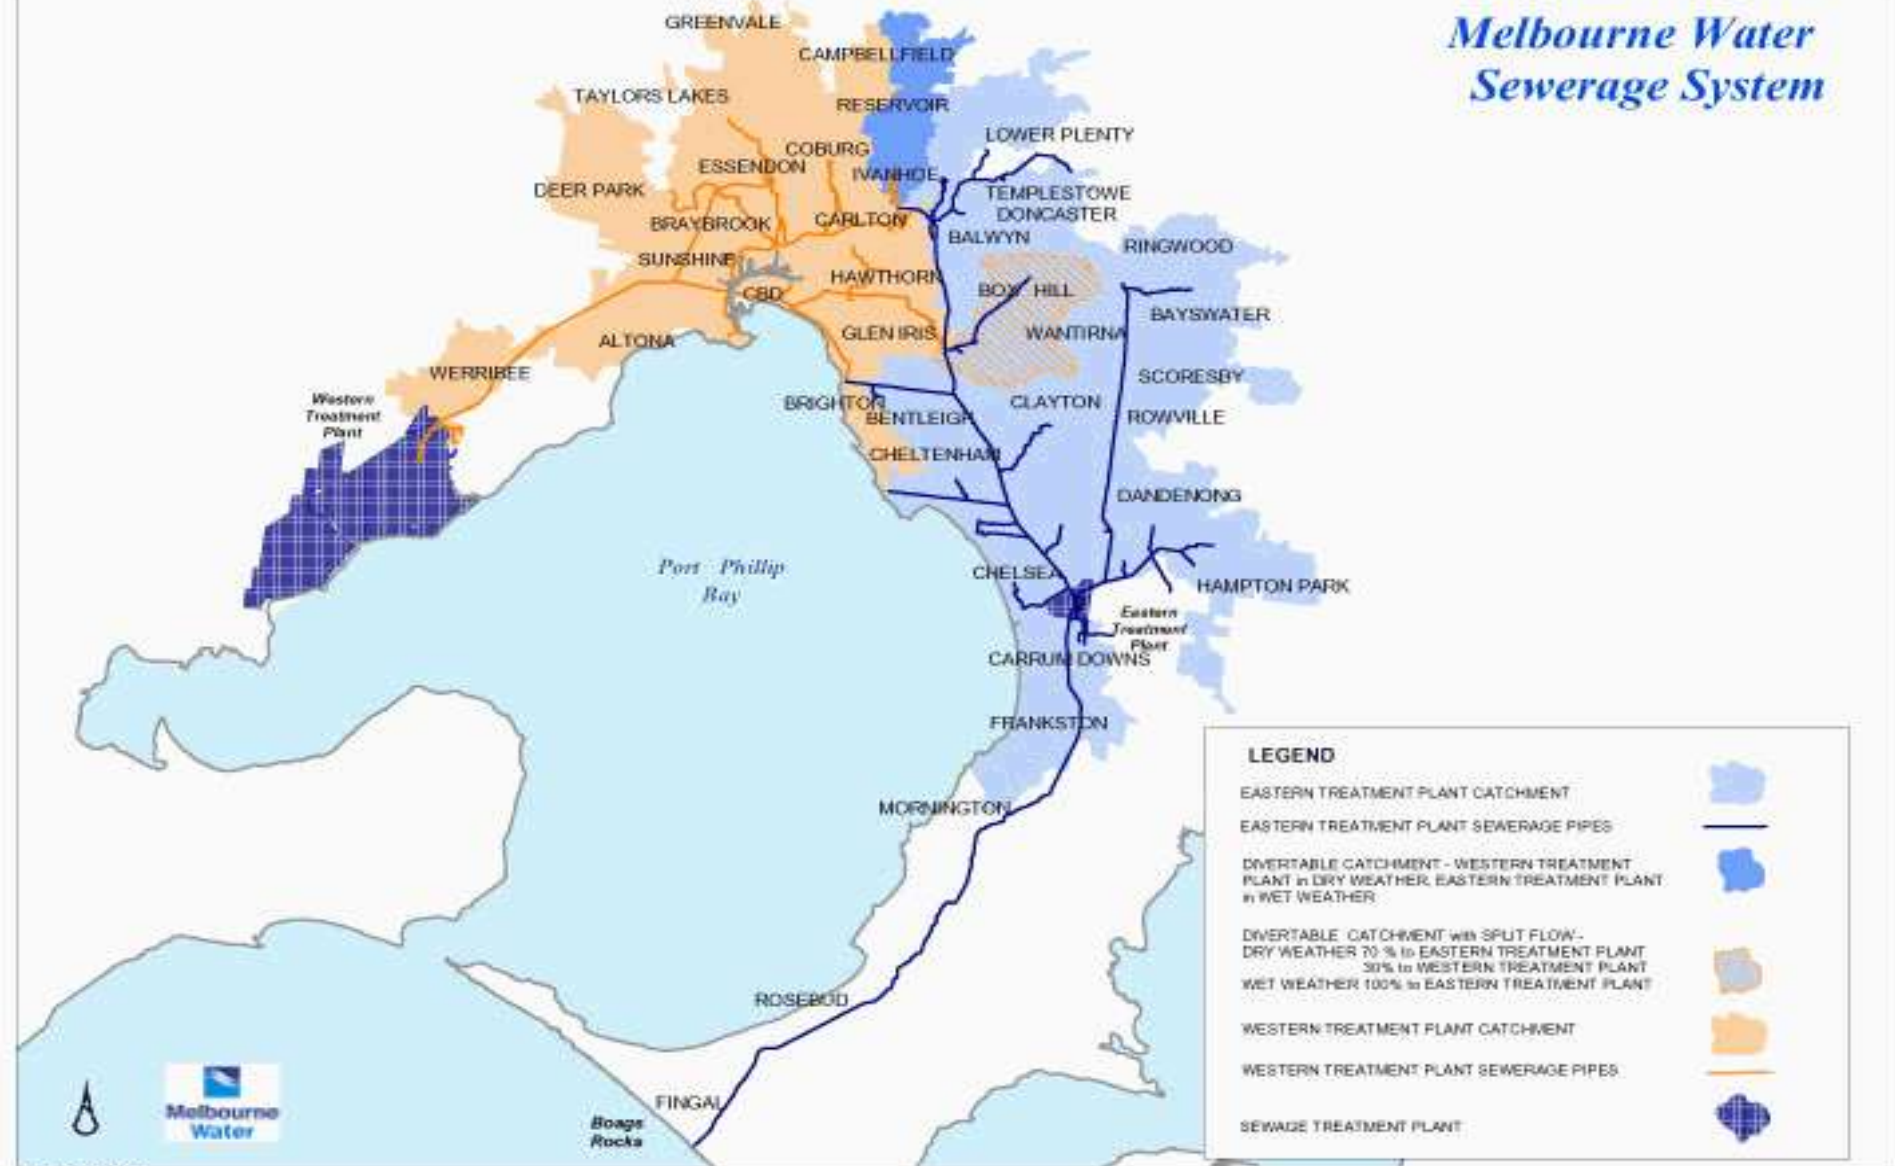 Melbourne Water
Sewerage System
GREENVALE
CAMPBELLFIELD
TAYLORS LAKES
RESERVOIR
LOWER PLENTY
COBURG
ESSENDON
IVANHOE
DEER PARK
TEMPLESTOWE
DONCASTER
BRAYBROOK
CARLTON
BALWYN
RINGWOOD
SUNSHINE
HAWTHORN
CBD
BOX HILL
BAYSWATER
ALTONA
GLEN IRIS
WANTIRNA
WERRIBEE
SCORESBY
Western
Treatment
Plant
BRIGHTON
CLAYTON
BENTLEIGH
ROWVILLE
CHELTENHAM
DANDENONG
Port Phillip
Bay
CHELSEA
HAMPTON PARK
Eastern
Treatment
Plant
CARRUM DOWNS
FRANKSTON
MORNINGTON
ROSEBUD
FINGAL
Boags
Rocks
Melbourne
Water
LEGEND
EASTERN TREATMENT PLANT CATCHMENT
EASTERN TREATMENT PLANT SEWERAGE PIPES
DIVERTABLE CATCHMENT - WESTERN TREATMENT
PLANT in DRY WEATHER, EASTERN TREATMENT PLANT
in WET WEATHER
DIVERTABLE CATCHMENT with SPLIT FLOW -
DRY WEATHER 70 % to EASTERN TREATMENT PLANT
30% to WESTERN TREATMENT PLANT
WET WEATHER 100% to EASTERN TREATMENT PLANT
WESTERN TREATMENT PLANT CATCHMENT
WESTERN TREATMENT PLANT SEWERAGE PIPES
SEWAGE TREATMENT PLANT